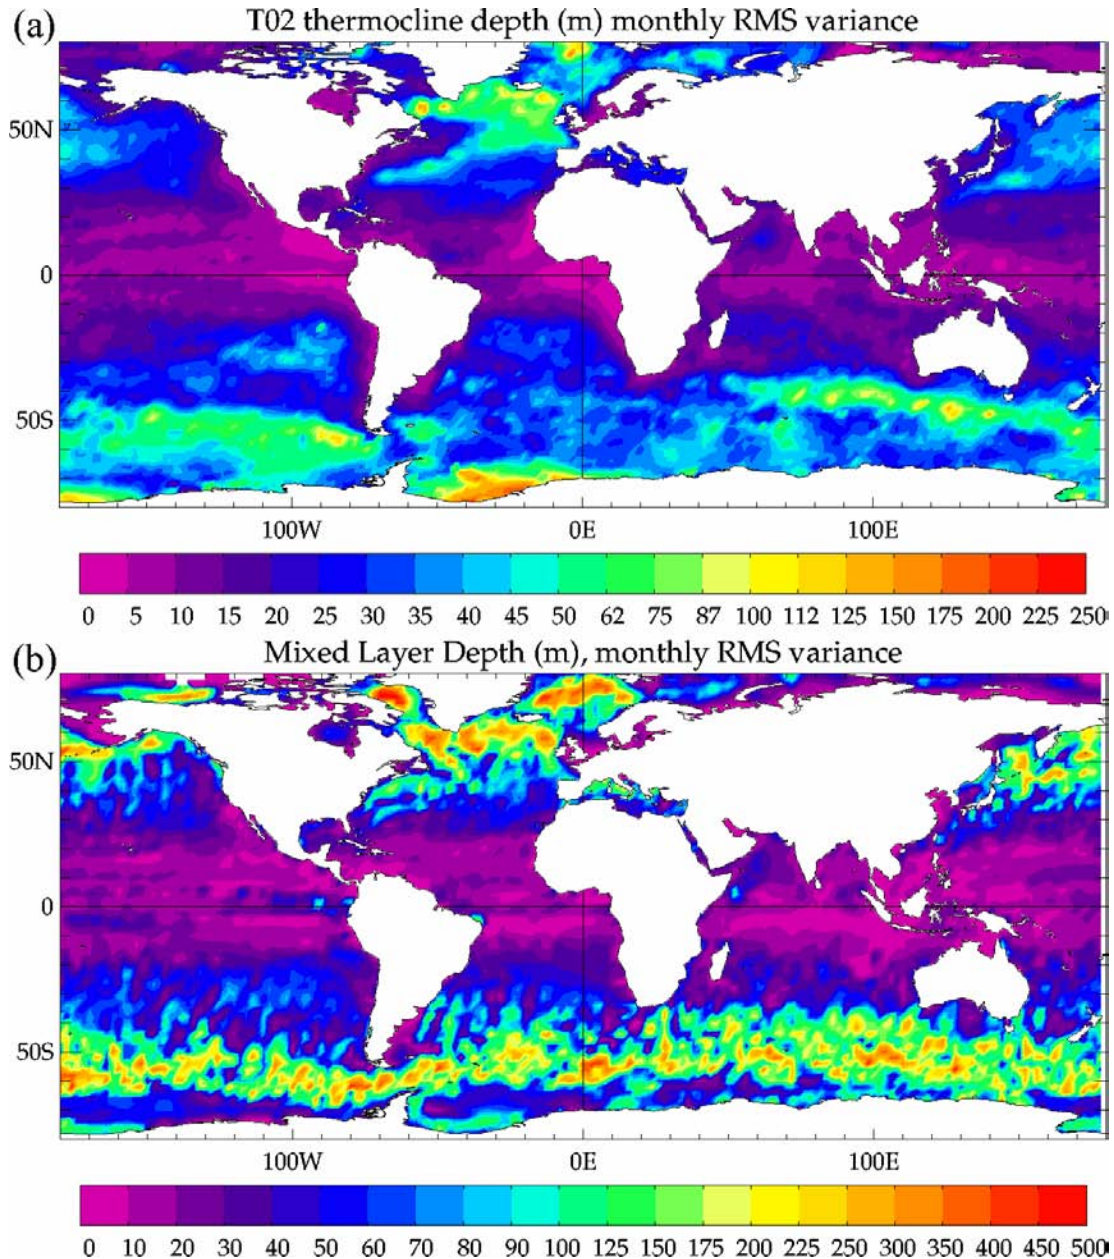 (a) T02 thermocline depth (m) monthly RMS variance
50N
0
50S
100W 0E 100E
0 5 10 15 20 25 30 35 40 45 50 62 75 87 100 112 125 150 175 200 250
(b) Mixed Layer Depth (m), monthly RMS variance
50N
0
50S
100W 0E 100E
0 10 20 30 50 60 70 80 90 100 125 150 175 200 225 250 300 350 400 450 500